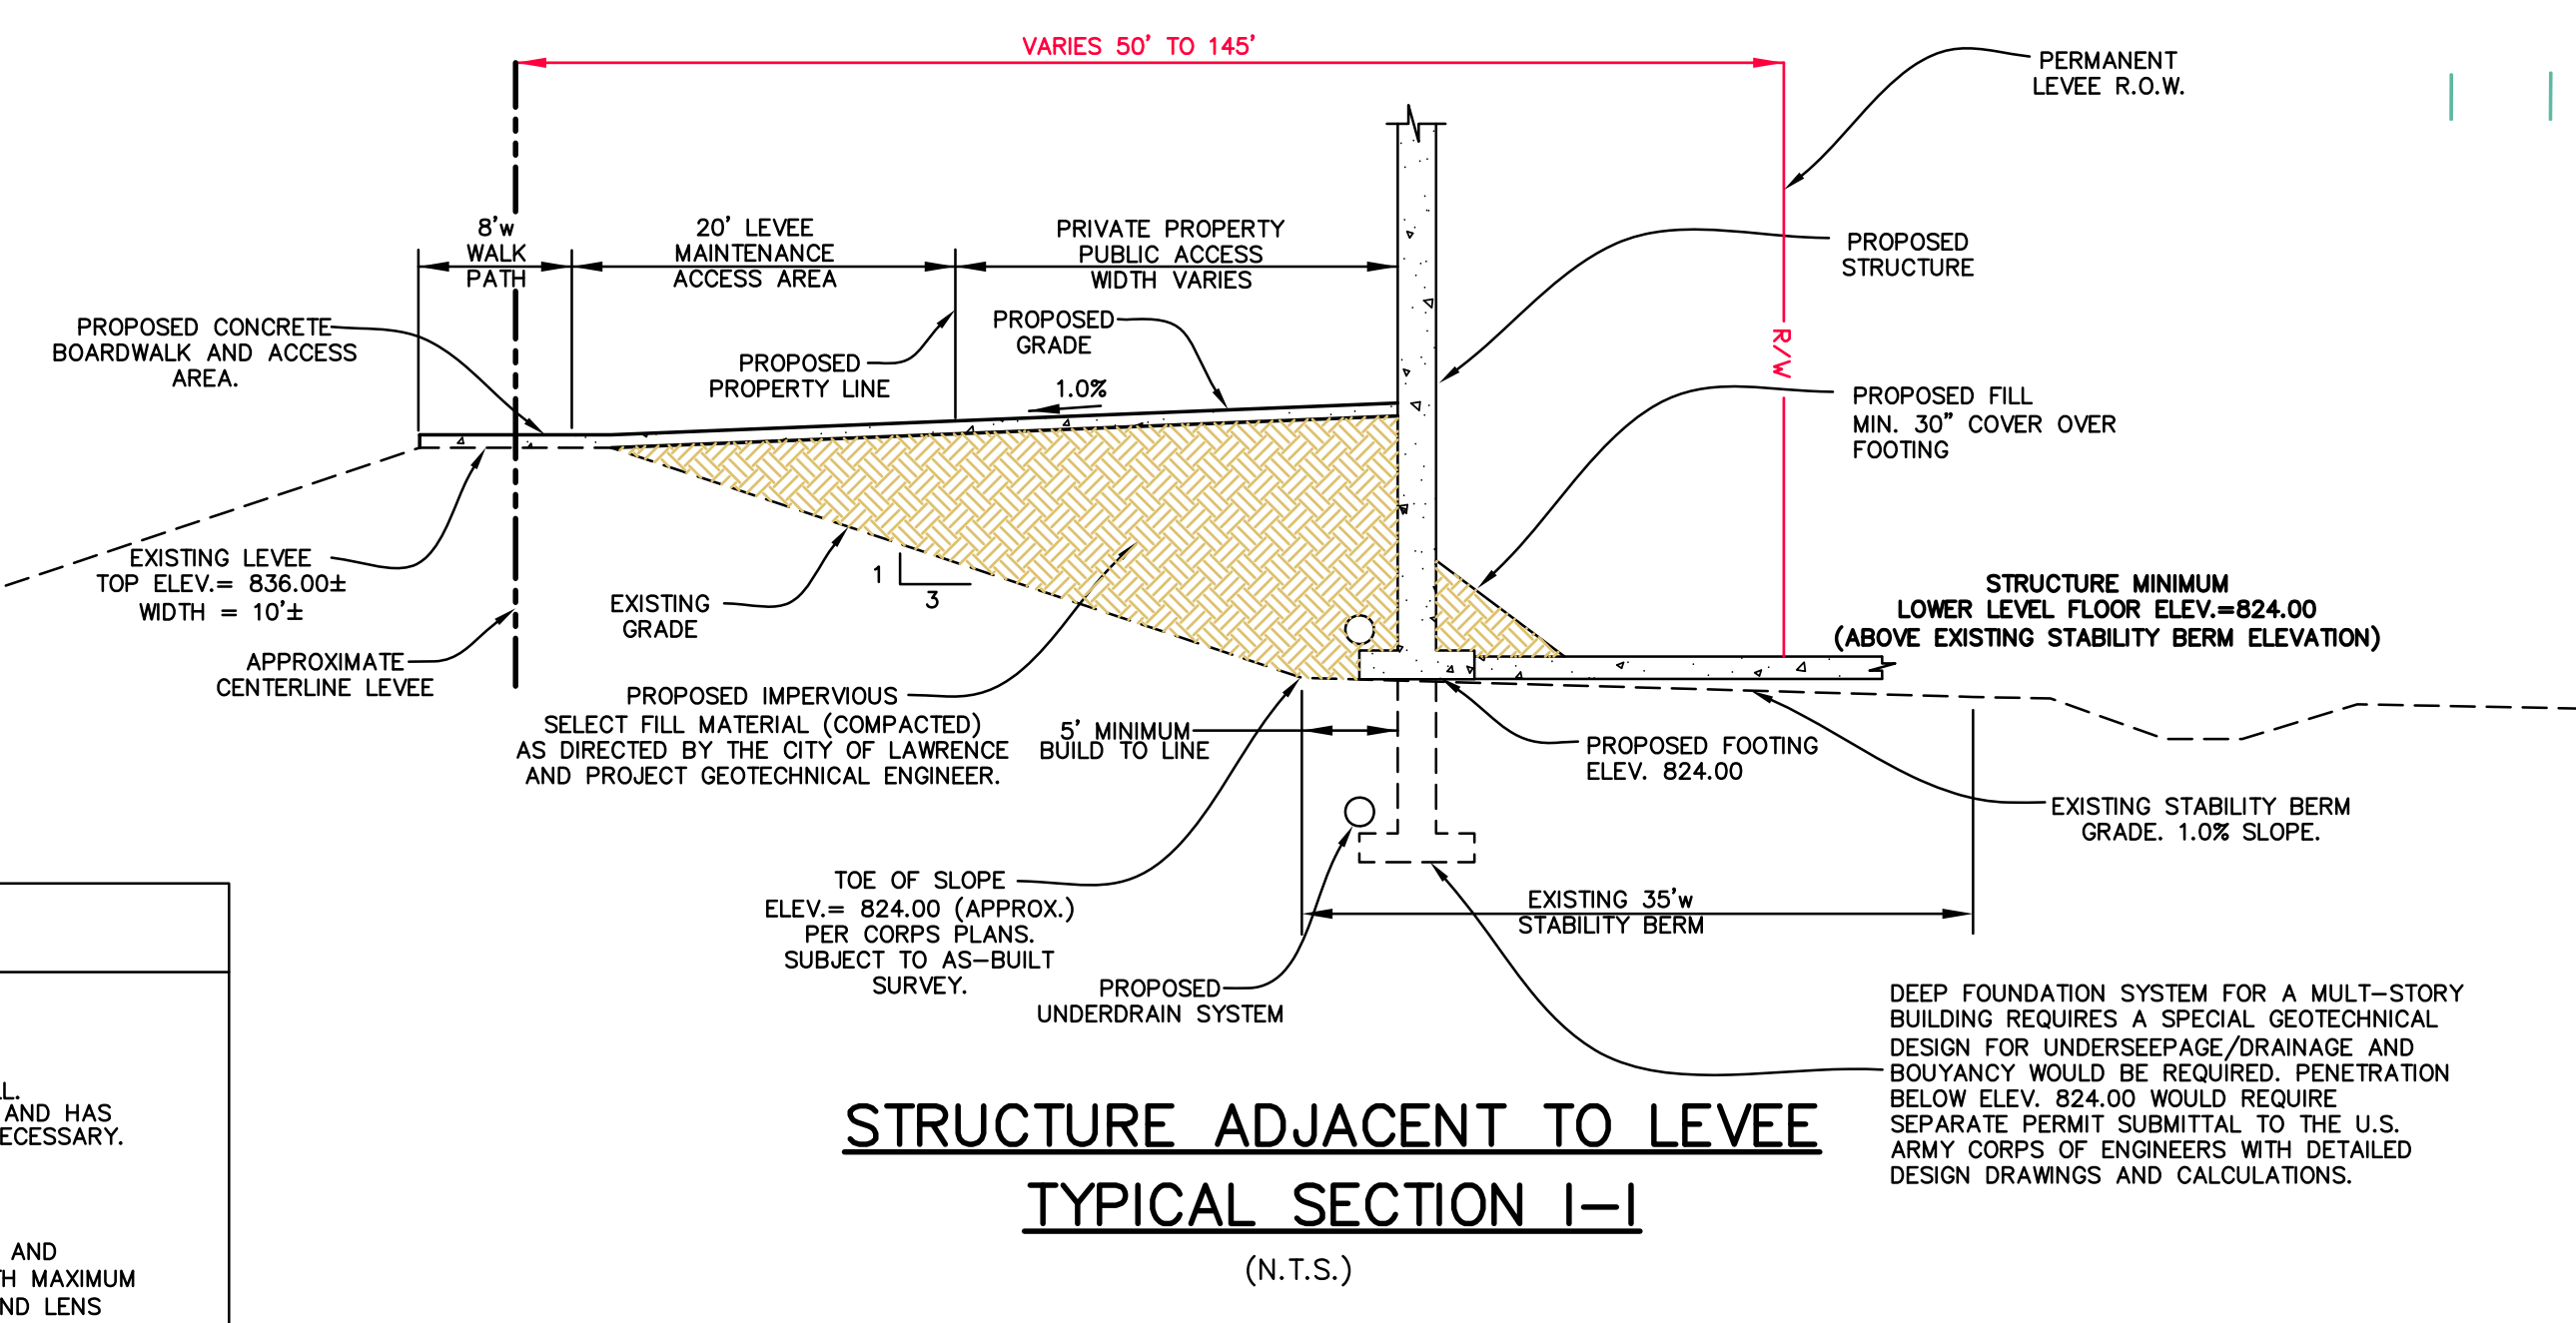 VARIES 50' TO 145'
PERMANENT
LEVEE R.O.W.
8'w
WALK
PATH
20' LEVEE
MAINTENANCE
ACCESS AREA
PRIVATE PROPERTY
PUBLIC ACCESS
WIDTH VARIES
PROPOSED
STRUCTURE
PROPOSED CONCRETE
BOARDWALK AND ACCESS
AREA.
PROPOSED
PROPERTY LINE
PROPOSED
GRADE
1.0%
R/W
PROPOSED FILL
MIN. 30" COVER OVER
FOOTING
EXISTING LEVEE
TOP ELEV.= 836.00±
WIDTH = 10'±
1
3
EXISTING
GRADE
STRUCTURE MINIMUM
LOWER LEVEL FLOOR ELEV.=824.00
(ABOVE EXISTING STABILITY BERM ELEVATION)
APPROXIMATE
CENTERLINE LEVEE
PROPOSED IMPERVIOUS
SELECT FILL MATERIAL (COMPACTED)
AS DIRECTED BY THE CITY OF LAWRENCE
AND PROJECT GEOTECHNICAL ENGINEER.
5' MINIMUM
BUILD TO LINE
PROPOSED FOOTING
ELEV. 824.00
EXISTING STABILITY BERM
GRADE. 1.0% SLOPE.
TOE OF SLOPE
ELEV.= 824.00 (APPROX.)
PER CORPS PLANS.
SUBJECT TO AS-BUILT
SURVEY.
EXISTING 35'w
STABILITY BERM
PROPOSED
UNDERDRAIN SYSTEM
DEEP FOUNDATION SYSTEM FOR A MULT-STORY
BUILDING REQUIRES A SPECIAL GEOTECHNICAL
DESIGN FOR UNDERSEEPAGE/DRAINAGE AND
BOUYANCY WOULD BE REQUIRED. PENETRATION
BELOW ELEV. 824.00 WOULD REQUIRE
SEPARATE PERMIT SUBMITTAL TO THE U.S.
ARMY CORPS OF ENGINEERS WITH DETAILED
DESIGN DRAWINGS AND CALCULATIONS.
AND HAS
ECESSARY.
AND
MAXIMUM
LENS
STRUCTURE ADJACENT TO LEVEE
TYPICAL SECTION I-I
(N.T.S.)